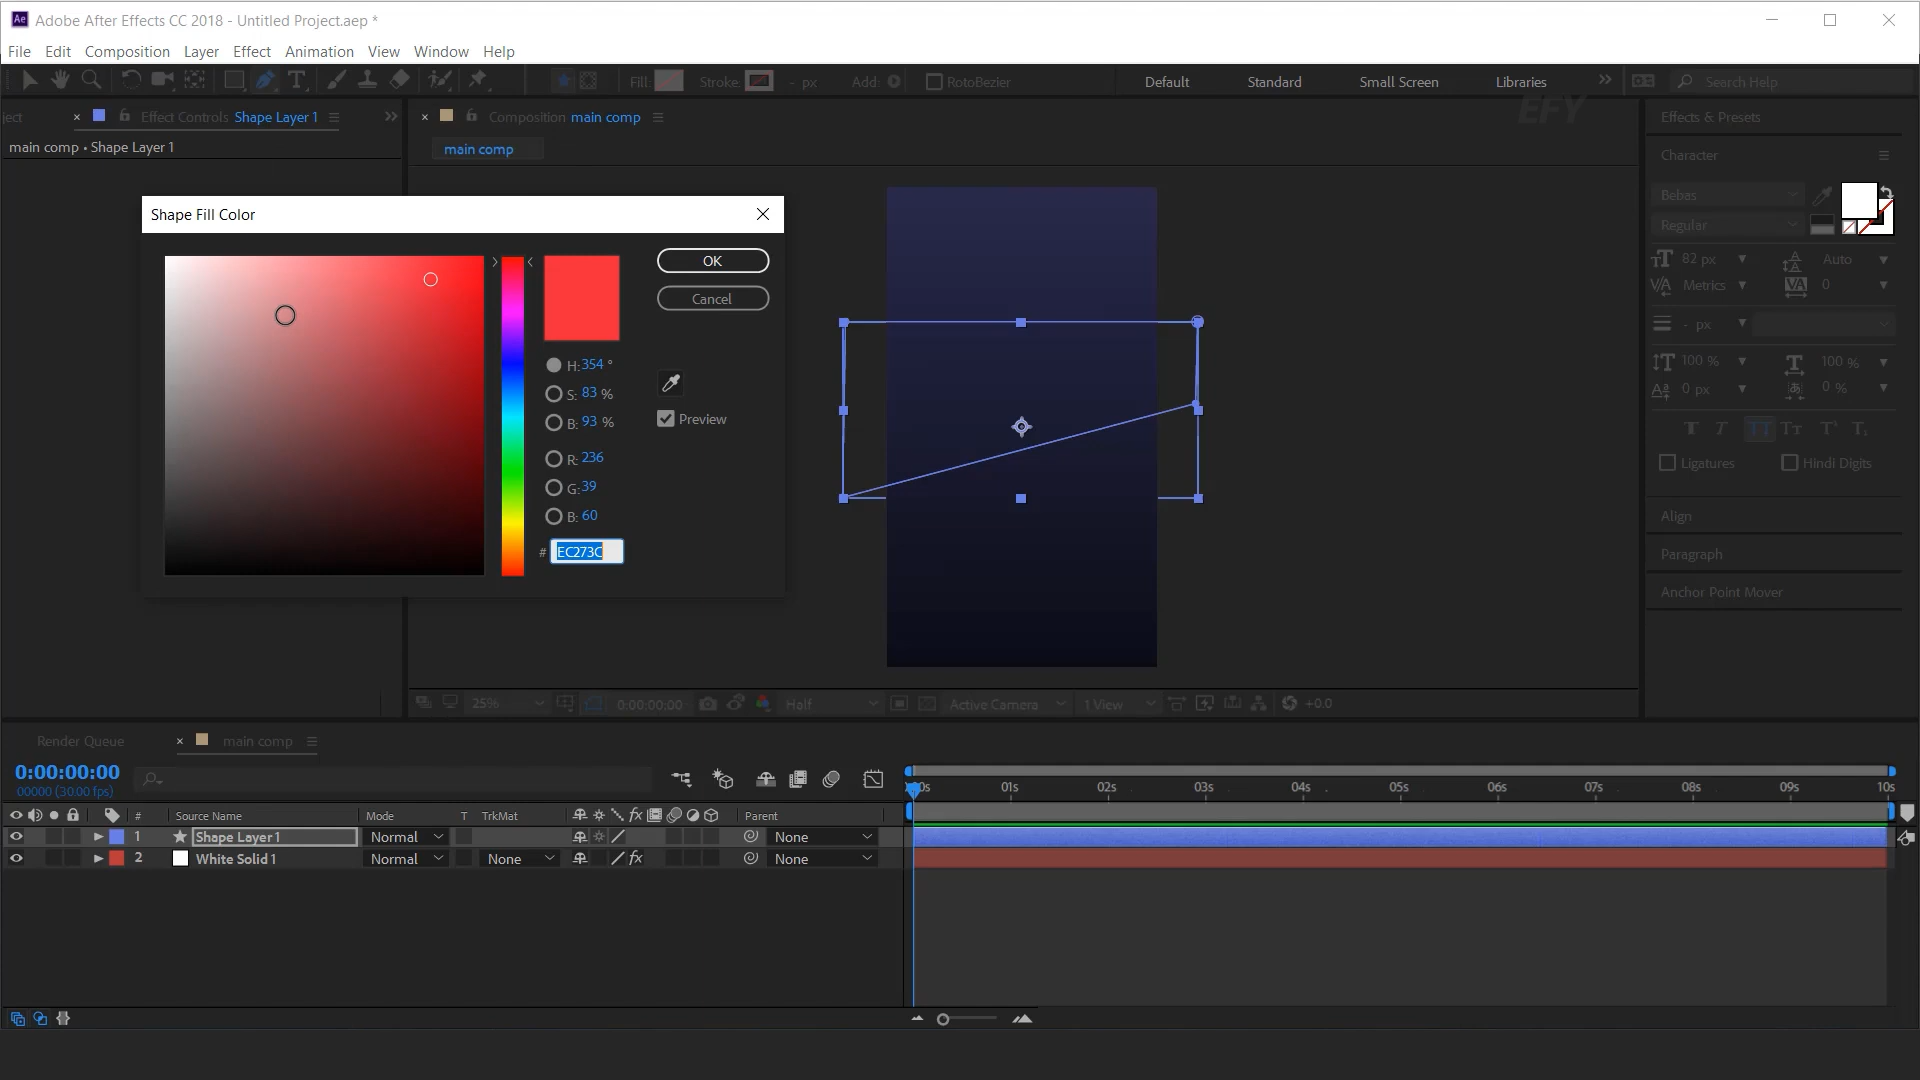 Ae Adobe After Effects CC 2018 - Untitled Project.aep *
File Edit Composition Layer Effect Animation View Window Help
Fill: Stroke: - px Add: RotoBezier Default Standard Small Screen Libraries Search Help
EFY
ject Effect Controls Shape Layer 1
Composition main comp
Effects & Presets
main comp • Shape Layer 1
main comp
Character
Bebas
Regular
Shape Fill Color
OK
Cancel
H: 354 °
S: 83 %
B: 93 %
Preview
R: 236
G: 39
B: 60
# EC273C
82 px Auto
Metrics 0
- px
100 % 100 %
0 px 0 %
Ligatures Hindi Digits
Align
Paragraph
Anchor Point Mover
25% 0:00:00:00 Half Active Camera 1 View +0.0
Render Queue main comp
0:00:00:00
00000 (30.00 fps)
00s 01s 02s 03s 04s 05s 06s 07s 08s 09s 10s
# Source Name Mode T TrkMat fx Parent
1 Shape Layer 1 Normal None
2 White Solid 1 Normal None fx None